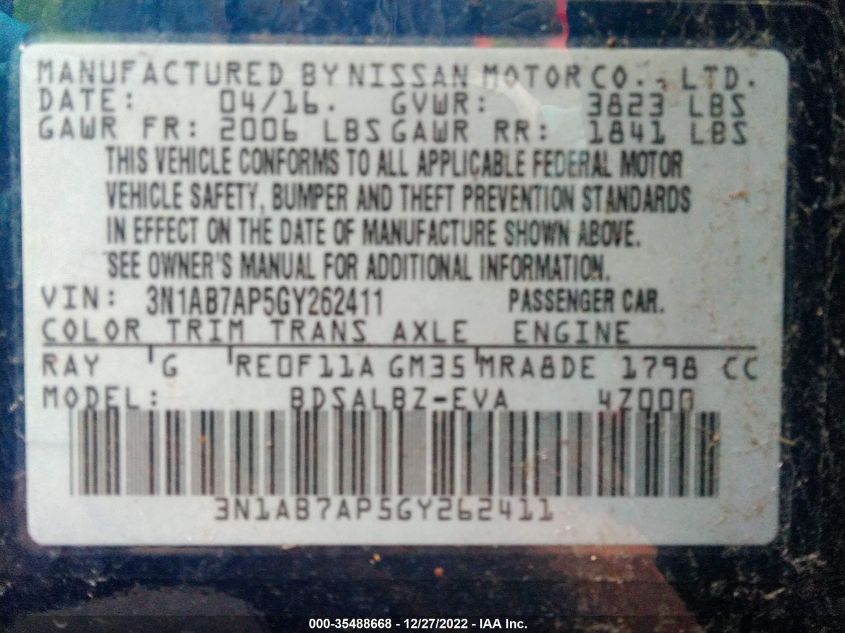 MANUFACTURED BY NISSAN MOTOR CO., LTD.
DATE: 04/16. GVWR: 3823 LBS
GAWR FR: 2006 LBS GAWR RR: 1841 LBS
THIS VEHICLE CONFORMS TO ALL APPLICABLE FEDERAL MOTOR
VEHICLE SAFETY, BUMPER AND THEFT PREVENTION STANDARDS
IN EFFECT ON THE DATE OF MANUFACTURE SHOWN ABOVE.
SEE OWNER'S MANUAL FOR ADDITIONAL INFORMATION.
VIN: 3N1AB7AP5GY262411 PASSENGER CAR.
COLOR TRIM TRANS AXLE ENGINE
RAY G RE0F11A GM35 MRA8DE 1798 CC
MODEL: BDSALBZ-EVA 4Z000
3N1AB7AP5GY262411
000-35488668 - 12/27/2022 - IAA Inc.